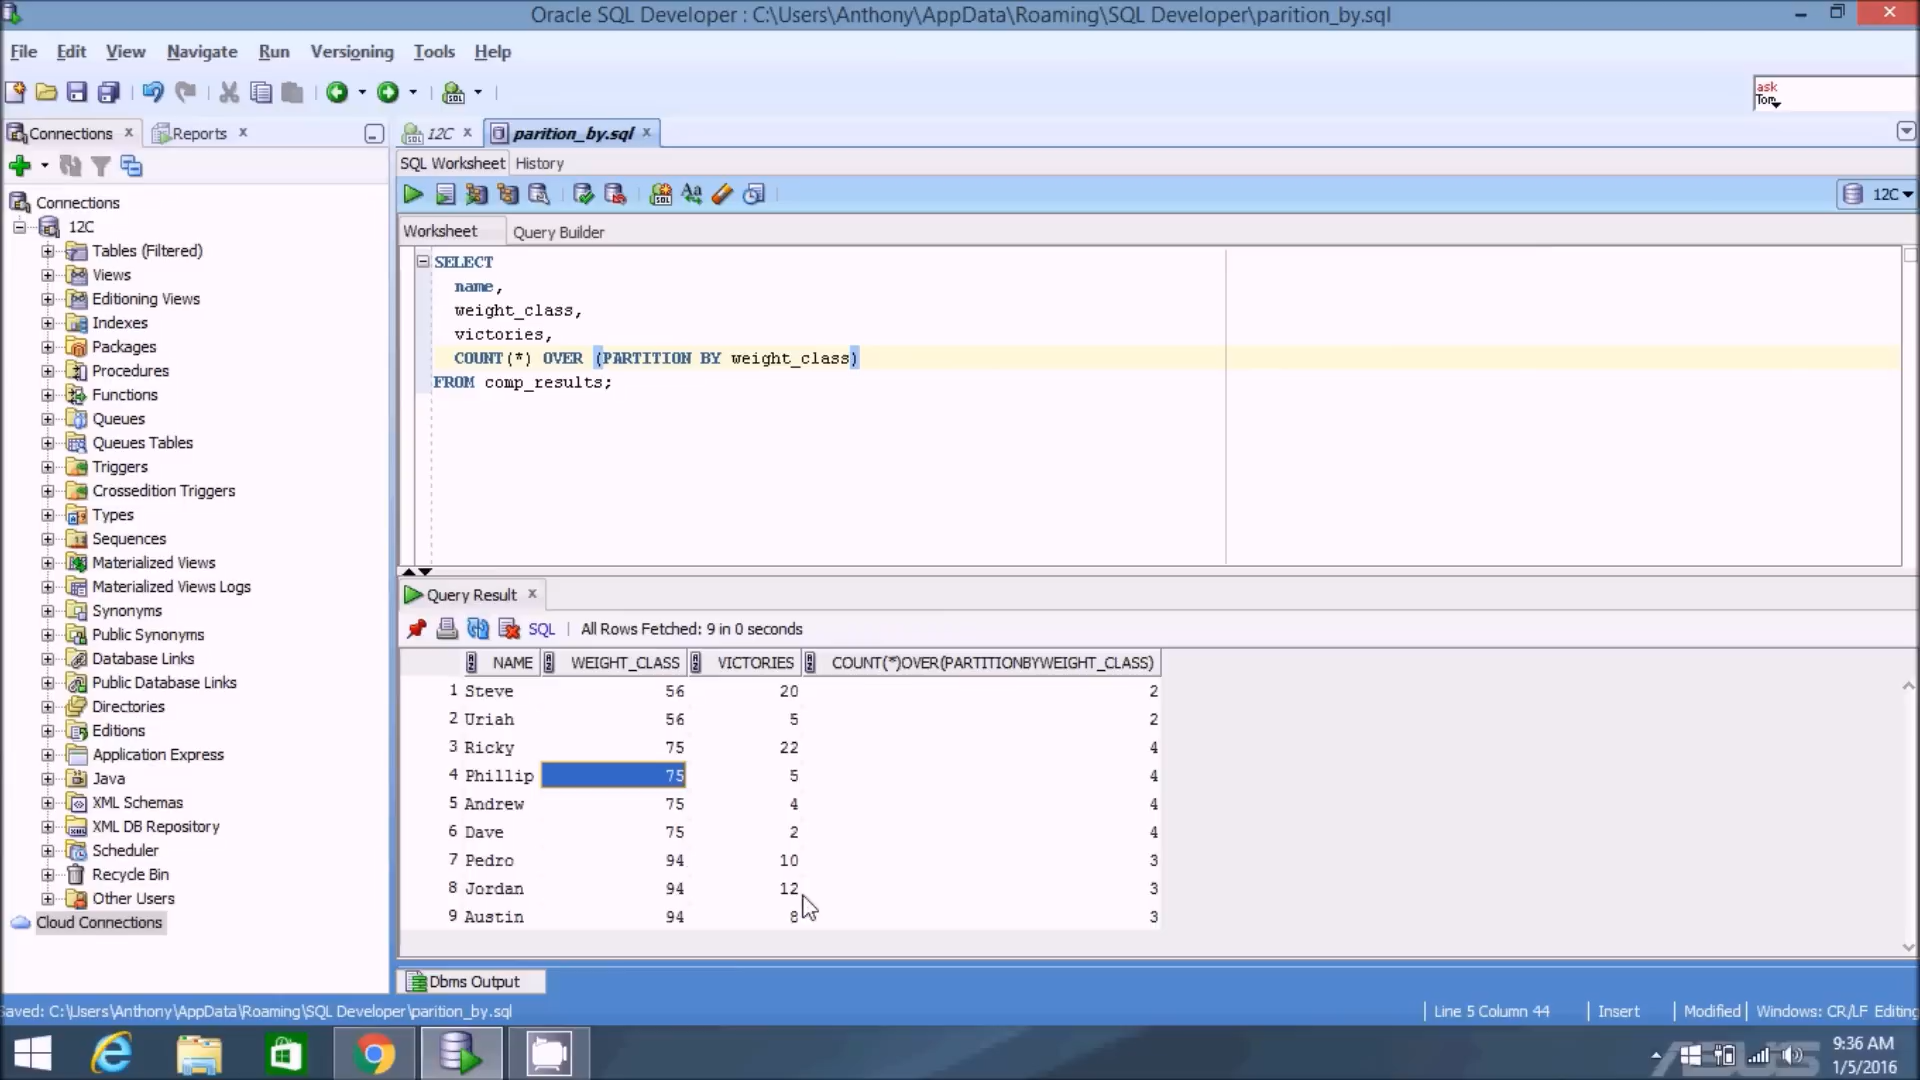 Oracle SQL Developer : C:\Users\Anthony\AppData\Roaming\SQL Developer\parition_by.sql
File Edit View Navigate Run Versioning Tools Help
ask
Tom
Connections
Reports
12C
parition_by.sql
SQL Worksheet History
12C
Worksheet Query Builder
Connections
12C
Tables (Filtered)
Views
Editioning Views
Indexes
Packages
Procedures
Functions
Queues
Queues Tables
Triggers
Crossedition Triggers
Types
Sequences
Materialized Views
Materialized Views Logs
Synonyms
Public Synonyms
Database Links
Public Database Links
Directories
Editions
Application Express
Java
XML Schemas
XML DB Repository
Scheduler
Recycle Bin
Other Users
Cloud Connections
SELECT
name,
weight_class,
victories,
COUNT(*) OVER (PARTITION BY weight_class)
FROM comp_results;
Query Result
SQL All Rows Fetched: 9 in 0 seconds
NAME WEIGHT_CLASS VICTORIES COUNT(*)OVER(PARTITIONBYWEIGHT_CLASS)
1 Steve 56 20 2
2 Uriah 56 5 2
3 Ricky 75 22 4
4 Phillip 75 5 4
5 Andrew 75 4 4
6 Dave 75 2 4
7 Pedro 94 10 3
8 Jordan 94 12 3
9 Austin 94 8 3
Dbms Output
Saved: C:\Users\Anthony\AppData\Roaming\SQL Developer\parition_by.sql
Line 5 Column 44 Insert Modified Windows: CR/LF Editing
ASUS
9:36 AM
1/5/2016